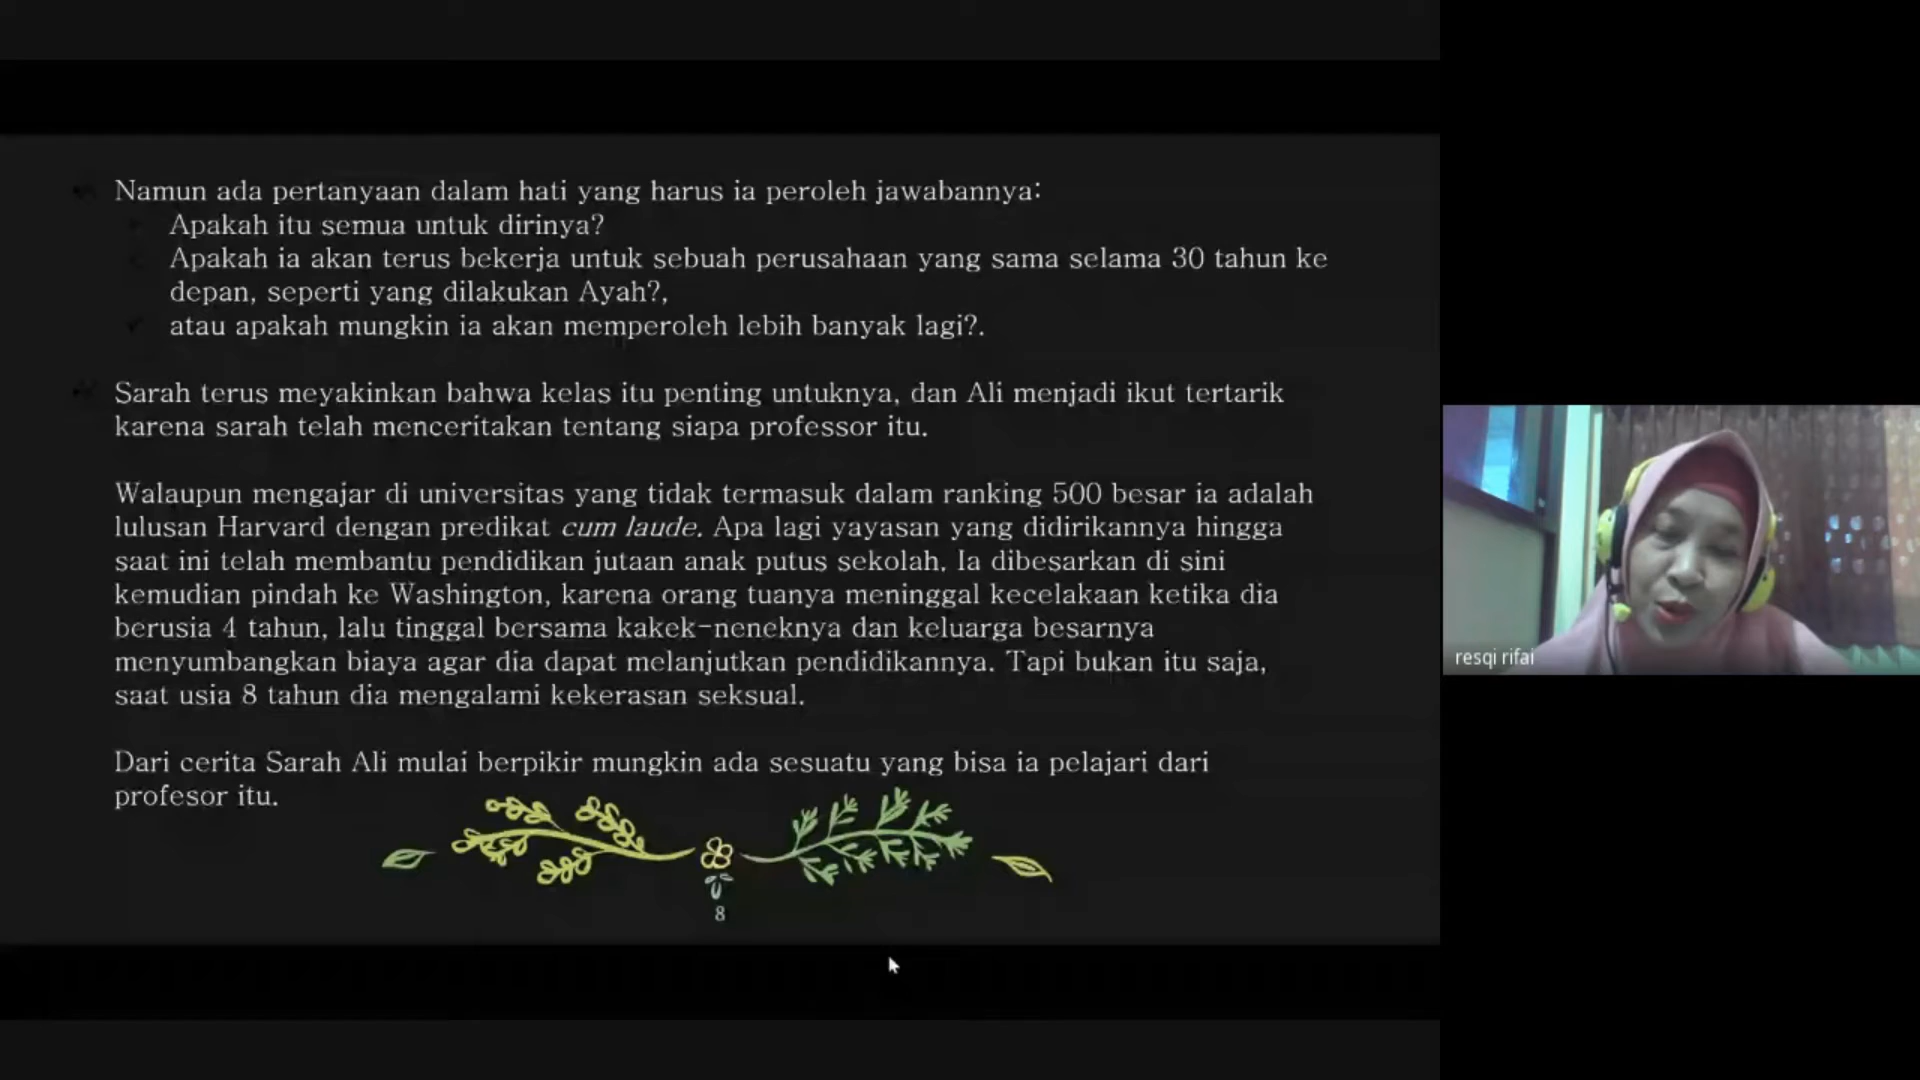 Namun ada pertanyaan dalam hati yang harus ia peroleh jawabannya:
Apakah itu semua untuk dirinya?
Apakah ia akan terus bekerja untuk sebuah perusahaan yang sama selama 30 tahun ke
depan, seperti yang dilakukan Ayah?,
atau apakah mungkin ia akan memperoleh lebih banyak lagi?.
Sarah terus meyakinkan bahwa kelas itu penting untuknya, dan Ali menjadi ikut tertarik
karena sarah telah menceritakan tentang siapa professor itu.
Walaupun mengajar di universitas yang tidak termasuk dalam ranking 500 besar ia adalah
lulusan Harvard dengan predikat cum laude. Apa lagi yayasan yang didirikannya hingga
saat ini telah membantu pendidikan jutaan anak putus sekolah. Ia dibesarkan di sini
kemudian pindah ke Washington, karena orang tuanya meninggal kecelakaan ketika dia
berusia 4 tahun, lalu tinggal bersama kakek-neneknya dan keluarga besarnya
menyumbangkan biaya agar dia dapat melanjutkan pendidikannya. Tapi bukan itu saja,
saat usia 8 tahun dia mengalami kekerasan seksual.
Dari cerita Sarah Ali mulai berpikir mungkin ada sesuatu yang bisa ia pelajari dari
profesor itu.
8
resqi rifai